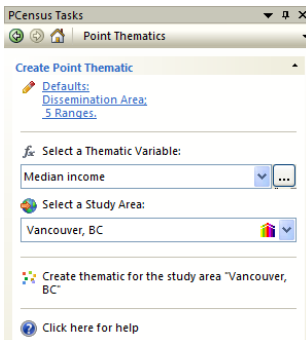 PCensus Tasks
Point Thematics
Create Point Thematic
Defaults:
Dissemination Area;
5 Ranges.
fx Select a Thematic Variable:
Median income
...
Select a Study Area:
Vancouver, BC
Create thematic for the study area "Vancouver,
BC"
Click here for help